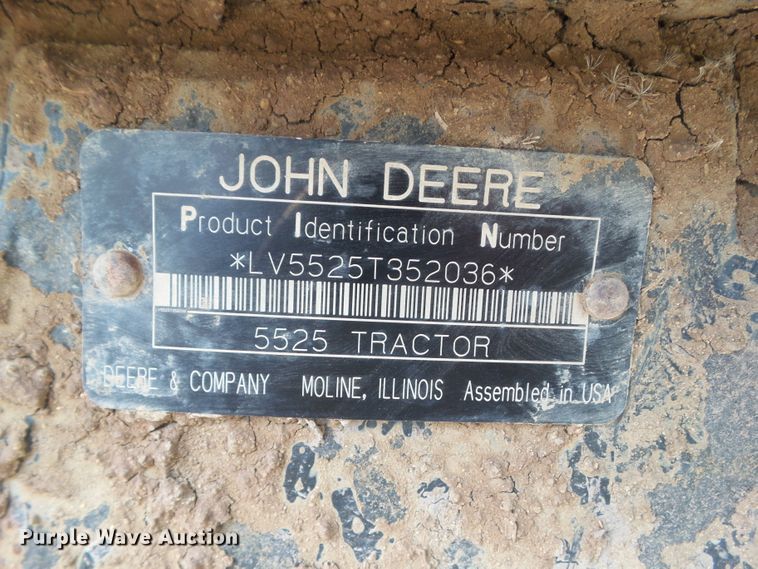 JOHN DEERE
Product Identification Number
*LV5525T352036*
5525 TRACTOR
DEERE & COMPANY MOLINE, ILLINOIS Assembled in USA
Purple Wave Auction